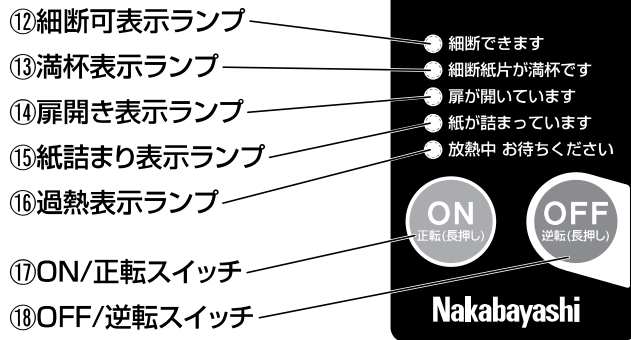 ⑫細断可表示ランプ
⑬満杯表示ランプ
⑭扉開き表示ランプ
⑮紙詰まり表示ランプ
⑯過熱表示ランプ
⑰ON/正転スイッチ
⑱OFF/逆転スイッチ
細断できます
細断紙片が満杯です
扉が開いています
紙が詰まっています
放熱中 お待ちください
ON
正転(長押し)
OFF
逆転(長押し)
Nakabayashi